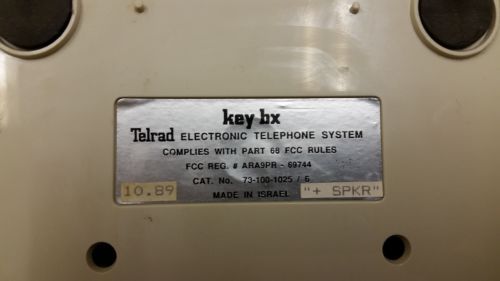 key bx
Telrad ELECTRONIC TELEPHONE SYSTEM
COMPLIES WITH PART 68 FCC RULES
FCC REG. # ARA9PR - 69744
CAT. No. 73-100-1025 / 6
10.89 MADE IN ISRAEL "+ SPKR"